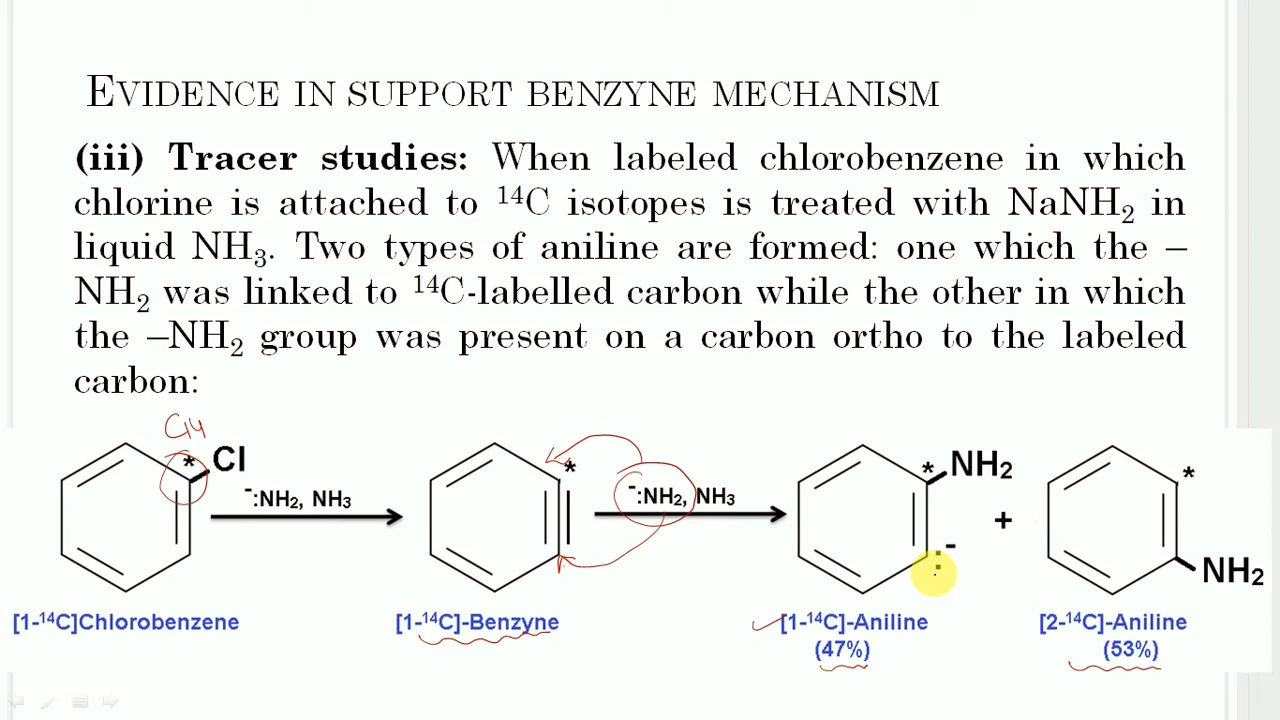 EVIDENCE IN SUPPORT BENZYNE MECHANISM
(iii) Tracer studies: When labeled chlorobenzene in which
chlorine is attached to ¹⁴C isotopes is treated with NaNH₂ in
liquid NH₃. Two types of aniline are formed: one which the –
NH₂ was linked to ¹⁴C-labelled carbon while the other in which
the –NH₂ group was present on a carbon ortho to the labeled
carbon:
C14
* Cl
⁻:NH₂, NH₃
*
⁻:NH₂, NH₃
* NH₂
:-
+
*
NH₂
[1-¹⁴C]Chlorobenzene
[1-¹⁴C]-Benzyne
[1-¹⁴C]-Aniline
(47%)
[2-¹⁴C]-Aniline
(53%)